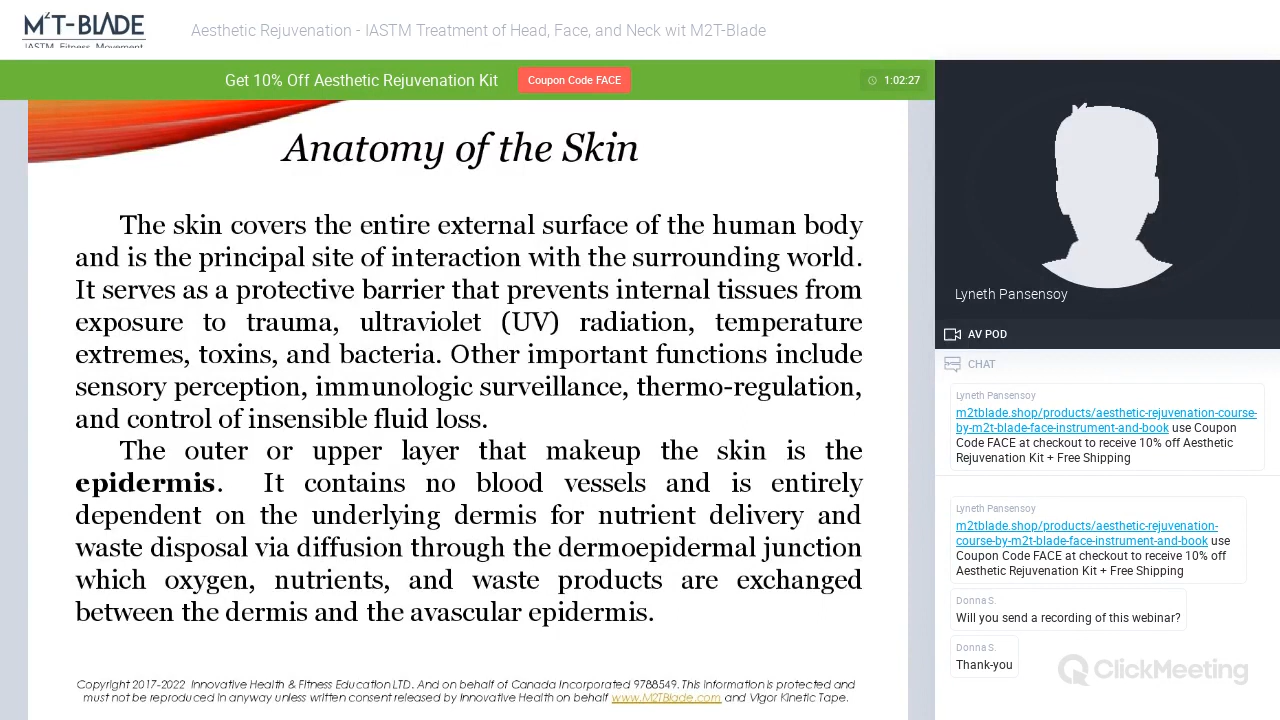 M²T-BLADE
IASTM Fitness Movement
Aesthetic Rejuvenation - IASTM Treatment of Head, Face, and Neck wit M2T-Blade
Get 10% Off Aesthetic Rejuvenation Kit
Coupon Code FACE
1:02:27
Anatomy of the Skin
The skin covers the entire external surface of the human body
and is the principal site of interaction with the surrounding world.
It serves as a protective barrier that prevents internal tissues from
exposure to trauma, ultraviolet (UV) radiation, temperature
extremes, toxins, and bacteria. Other important functions include
sensory perception, immunologic surveillance, thermo-regulation,
and control of insensible fluid loss.
The outer or upper layer that makeup the skin is the
epidermis. It contains no blood vessels and is entirely
dependent on the underlying dermis for nutrient delivery and
waste disposal via diffusion through the dermoepidermal junction
which oxygen, nutrients, and waste products are exchanged
between the dermis and the avascular epidermis.
Copyright 2017-2022 Innovative Health & Fitness Education LTD. And on behalf of Canada Incorporated 9788549. This information is protected and
must not be reproduced in anyway unless written consent released by Innovative Health on behalf www.M2TBlade.com and Vigor Kinetic Tape.
Lyneth Pansensoy
AV POD
CHAT
Lyneth Pansensoy
m2tblade.shop/products/aesthetic-rejuvenation-course-
by-m2t-blade-face-instrument-and-book use Coupon
Code FACE at checkout to receive 10% off Aesthetic
Rejuvenation Kit + Free Shipping
Lyneth Pansensoy
m2tblade.shop/products/aesthetic-rejuvenation-
course-by-m2t-blade-face-instrument-and-book use
Coupon Code FACE at checkout to receive 10% off
Aesthetic Rejuvenation Kit + Free Shipping
Donna S.
Will you send a recording of this webinar?
Donna S.
Thank-you
ClickMeeting